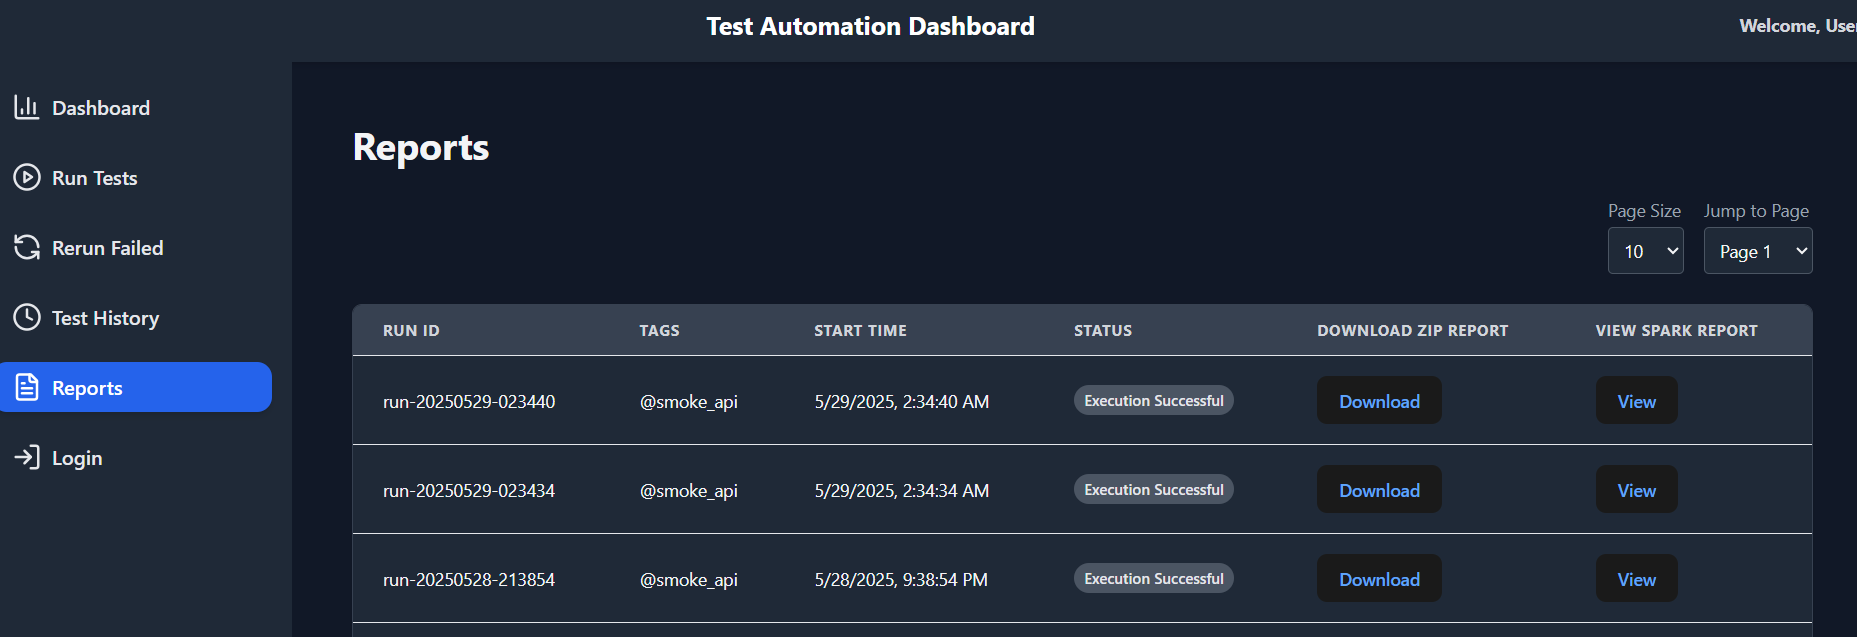 Test Automation Dashboard
Welcome, User
Dashboard
Run Tests
Rerun Failed
Test History
Reports
Login
Reports
Page Size Jump to Page
10 Page 1
RUN ID TAGS START TIME STATUS DOWNLOAD ZIP REPORT VIEW SPARK REPORT
run-20250529-023440 @smoke_api 5/29/2025, 2:34:40 AM Execution Successful Download View
run-20250529-023434 @smoke_api 5/29/2025, 2:34:34 AM Execution Successful Download View
run-20250528-213854 @smoke_api 5/28/2025, 9:38:54 PM Execution Successful Download View